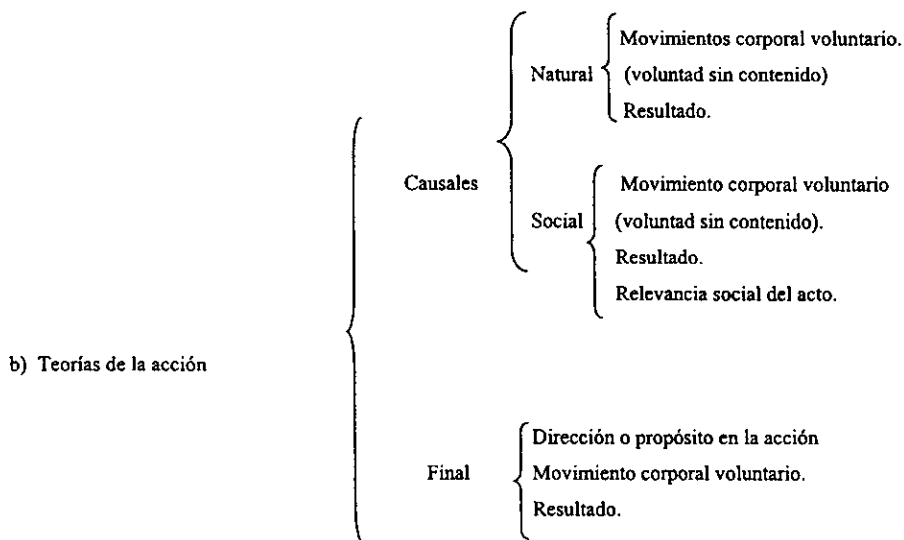 Movimientos corporal voluntario.
Natural
(voluntad sin contenido)
Resultado.
Causales
Movimiento corporal voluntario
Social
(voluntad sin contenido).
Resultado.
Relevancia social del acto.
b) Teorías de la acción
Dirección o propósito en la acción
Final
Movimiento corporal voluntario.
Resultado.